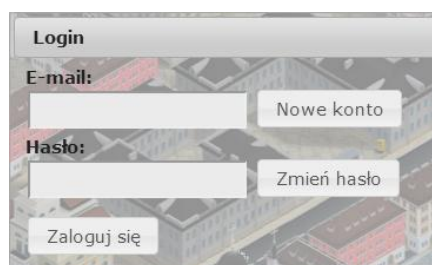 Login
E-mail:
Nowe konto
Hasło:
Zmień hasło
Zaloguj się